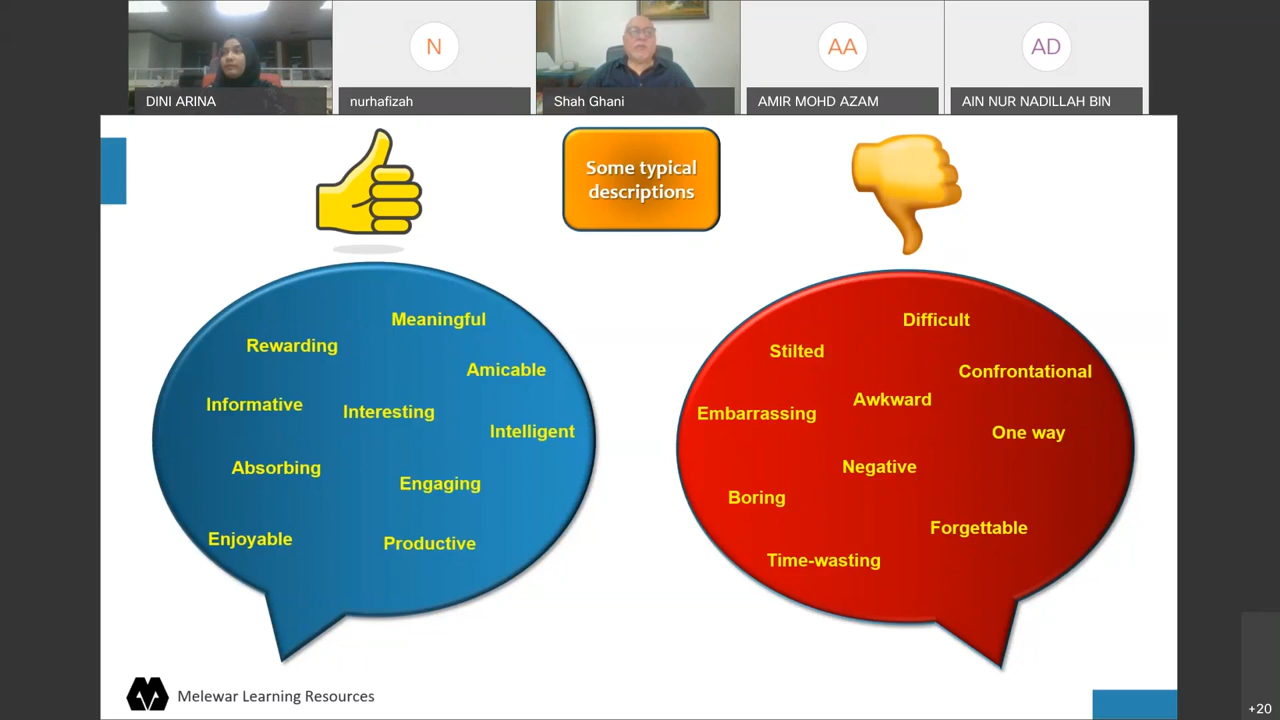 DINI ARINA
N
nurhafizah
Shah Ghani
AA
AMIR MOHD AZAM
AD
AIN NUR NADILLAH BIN
Some typical
descriptions
Meaningful
Rewarding
Amicable
Informative
Interesting
Intelligent
Absorbing
Engaging
Enjoyable
Productive
Difficult
Stilted
Confrontational
Awkward
Embarrassing
One way
Negative
Boring
Forgettable
Time-wasting
Melewar Learning Resources
+20